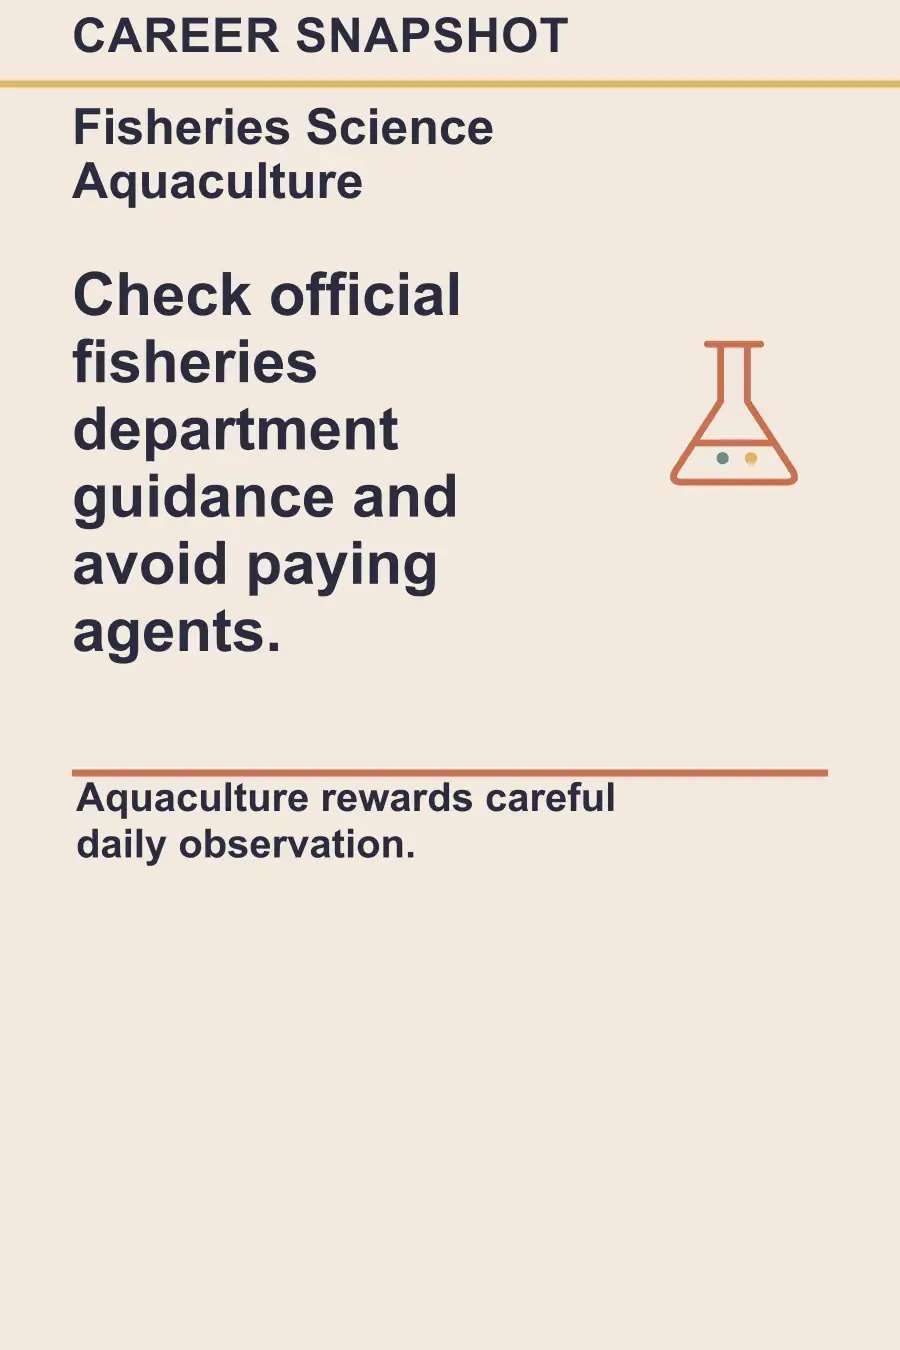 CAREER SNAPSHOT
Fisheries Science
Aquaculture
Check official
fisheries
department
guidance and
avoid paying
agents.
Aquaculture rewards careful
daily observation.